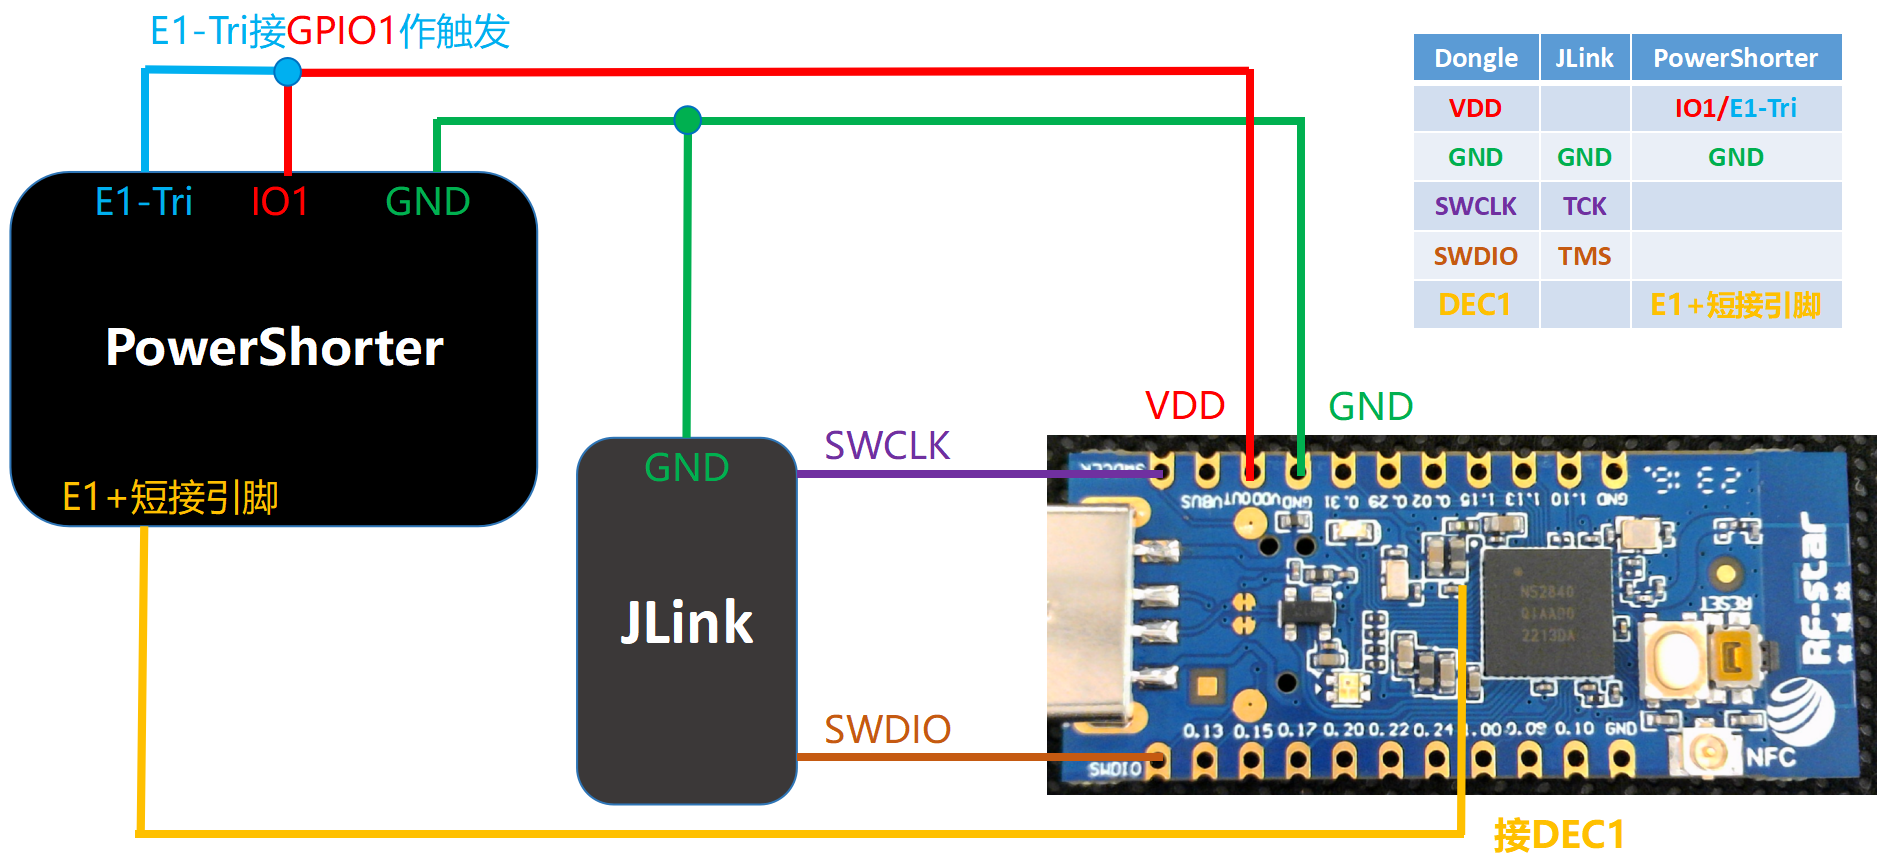 E1-Tri接GPIO1作触发
E1-Tri
IO1
GND
PowerShorter
E1+短接引脚
GND
JLink
SWCLK
SWDIO
VDD
GND
Dongle JLink PowerShorter
VDD IO1/E1-Tri
GND GND GND
SWCLK TCK
SWDIO TMS
DEC1 E1+短接引脚
SWDCLK
VBUS VDDOUT GND 0.31 0.29 0.02 1.15 1.13 1.10 GND
N52840
QIAAD0
2213DA
RESET
RF-star
0.13 0.15 0.17 0.20 0.22 0.24 1.00 0.09 0.10 GND
SWDIO
NFC
接DEC1